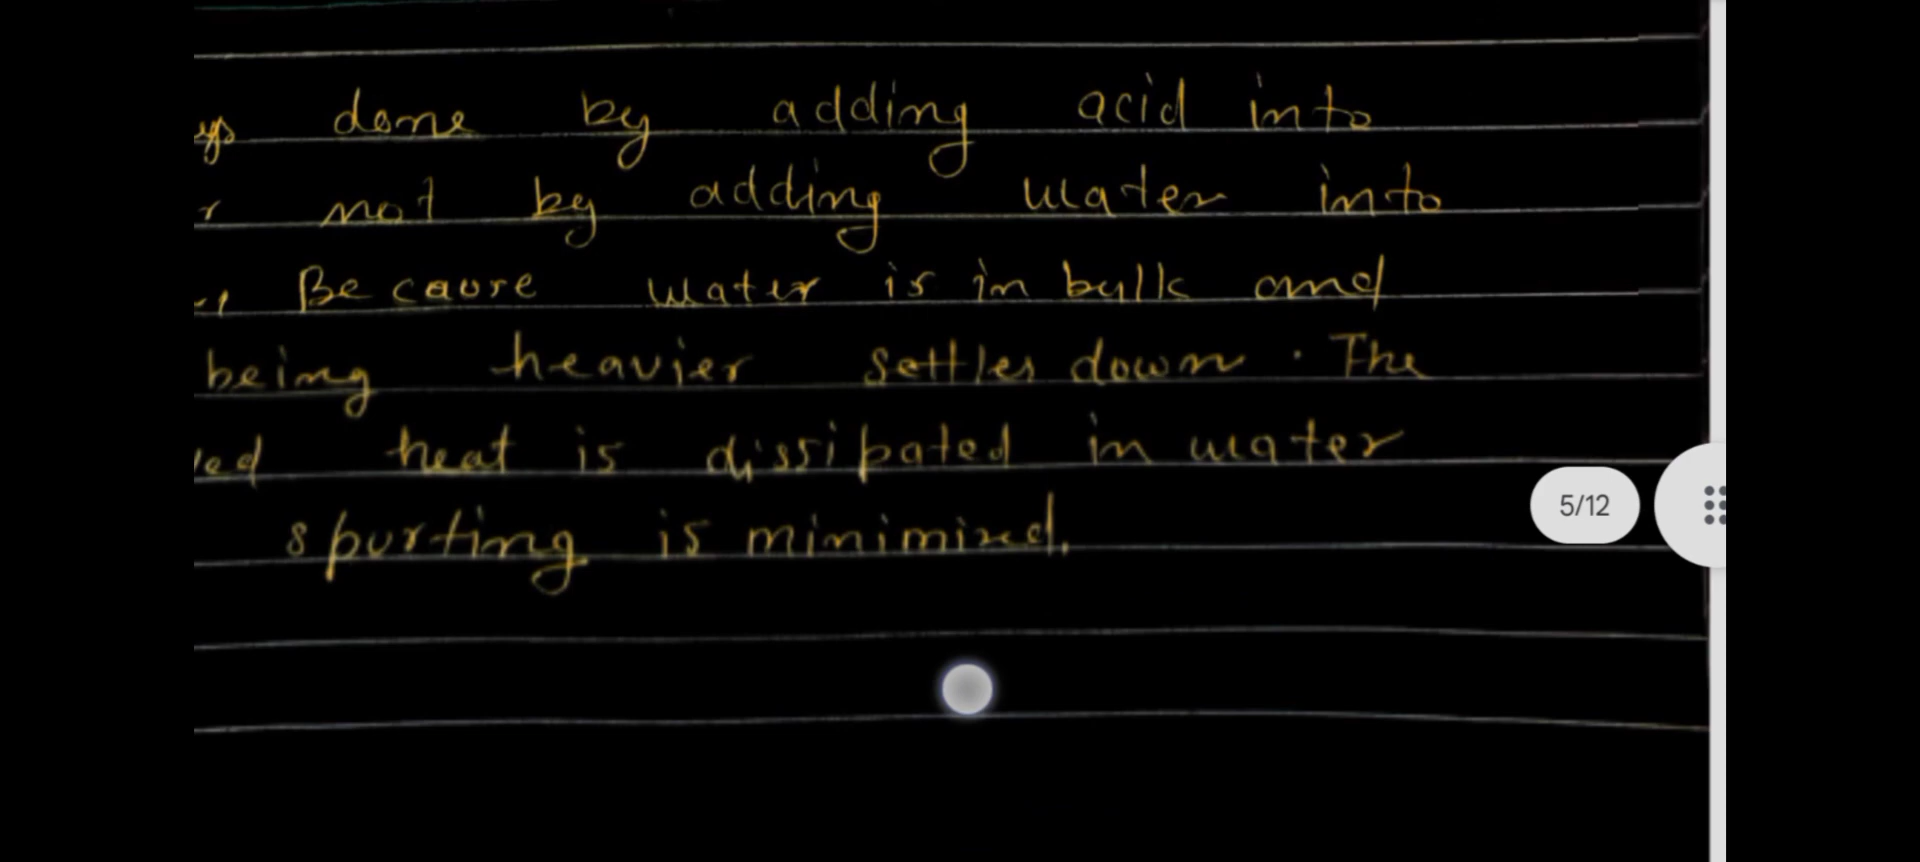 done by adding acid into
not by adding water into
Because water is in bulk and
being heavier settles down. The
heat is dissipated in water
spurting is minimized.
5/12